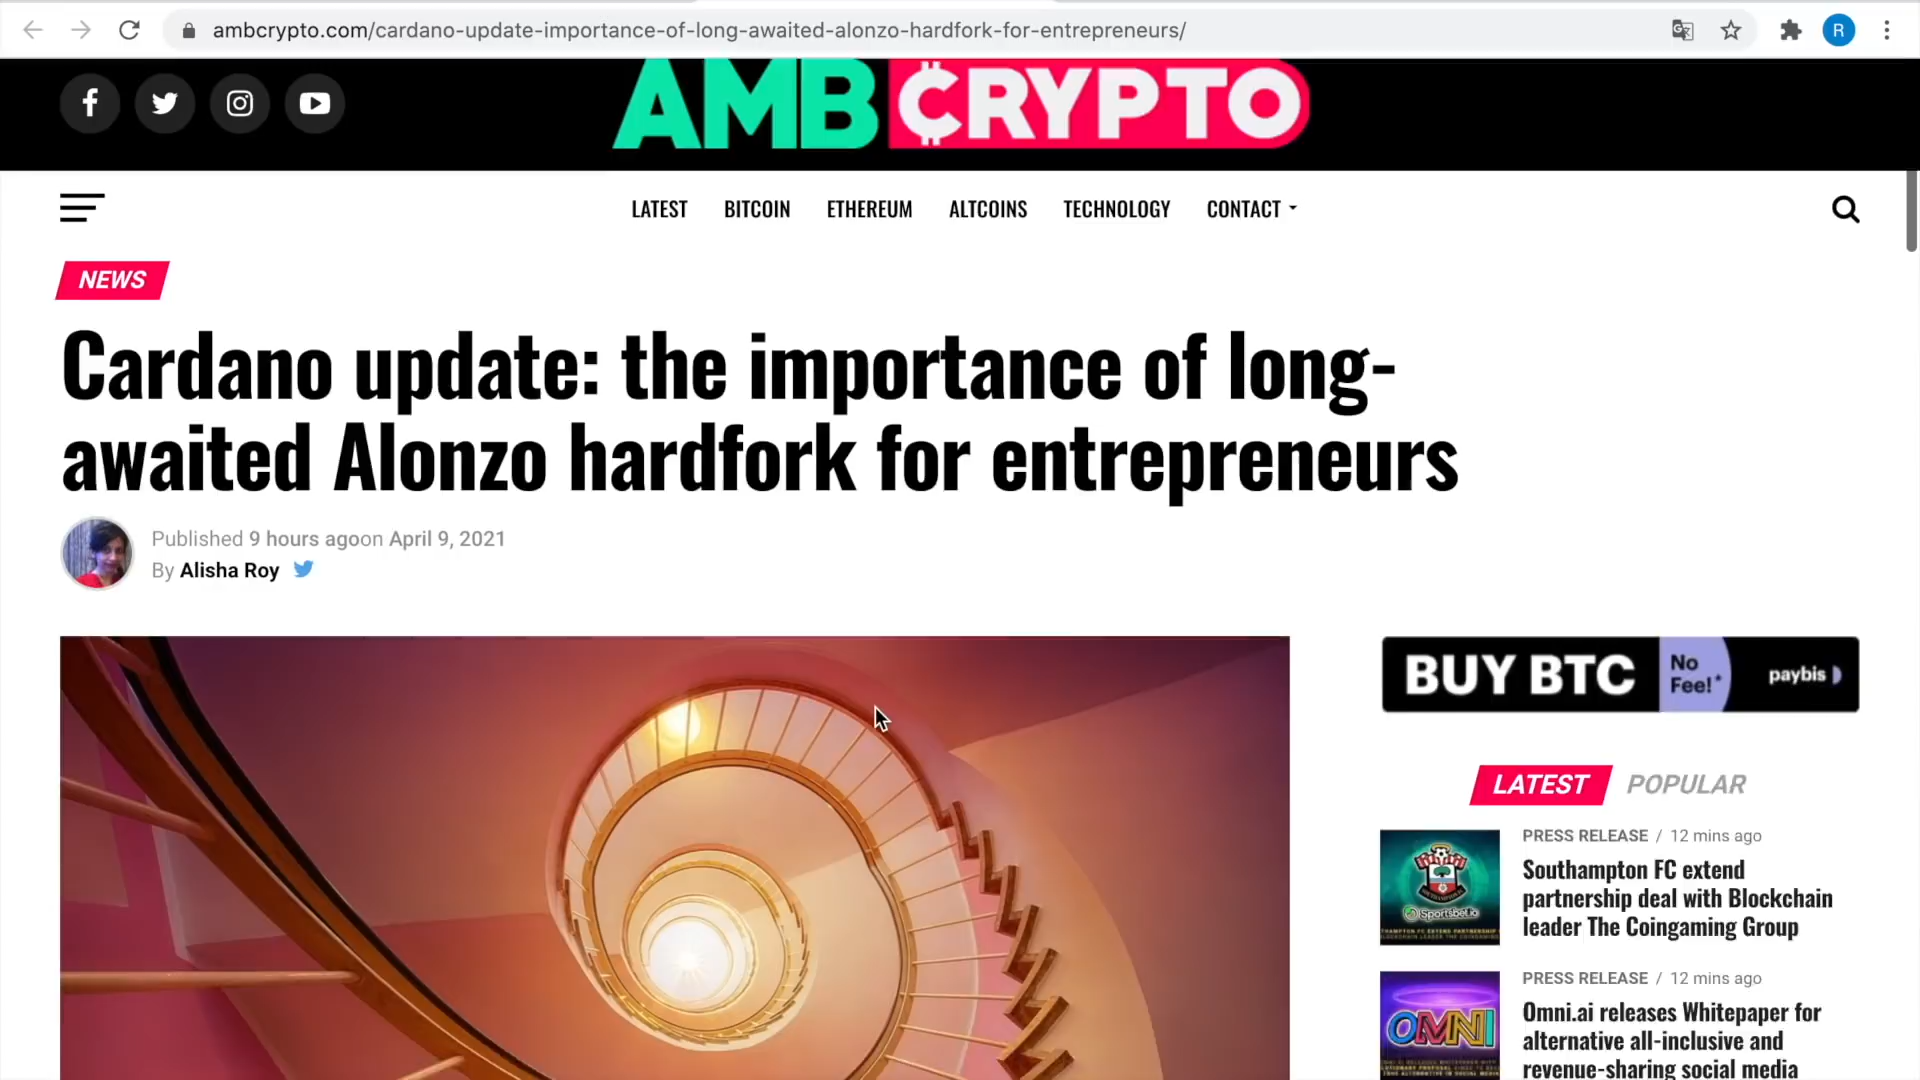 ambcrypto.com/cardano-update-importance-of-long-awaited-alonzo-hardfork-for-entrepreneurs/
R
AMBCRYPTO
LATEST BITCOIN ETHEREUM ALTCOINS TECHNOLOGY CONTACT
NEWS
Cardano update: the importance of long-
awaited Alonzo hardfork for entrepreneurs
Published 9 hours agoon April 9, 2021
By Alisha Roy
BUY BTC No Fee!* paybis
LATEST POPULAR
PRESS RELEASE / 12 mins ago
Southampton FC extend
partnership deal with Blockchain
leader The Coingaming Group
Sportsbet.io
PRESS RELEASE / 12 mins ago
Omni.ai releases Whitepaper for
alternative all-inclusive and
revenue-sharing social media
OMNI